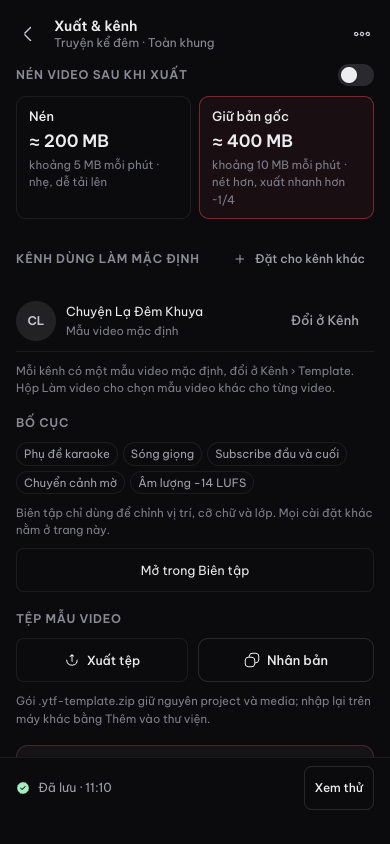 Xuất & kênh
Truyện kể đêm · Toàn khung
NÉN VIDEO SAU KHI XUẤT
Nén
≈ 200 MB
khoảng 5 MB mỗi phút ·
nhẹ, dễ tải lên
Giữ bản gốc
≈ 400 MB
khoảng 10 MB mỗi phút ·
nét hơn, xuất nhanh hơn
~1/4
KÊNH DÙNG LÀM MẶC ĐỊNH
+ Đặt cho kênh khác
CL
Chuyện Lạ Đêm Khuya
Mẫu video mặc định
Đổi ở Kênh
Mỗi kênh có một mẫu video mặc định, đổi ở Kênh › Template.
Hộp Làm video cho chọn mẫu video khác cho từng video.
BỐ CỤC
Phụ đề karaoke
Sóng giọng
Subscribe đầu và cuối
Chuyển cảnh mờ
Âm lượng -14 LUFS
Biên tập chỉ dùng để chỉnh vị trí, cỡ chữ và lớp. Mọi cài đặt khác
nằm ở trang này.
Mở trong Biên tập
TỆP MẪU VIDEO
Xuất tệp
Nhân bản
Gói .ytf-template.zip giữ nguyên project và media; nhập lại trên
máy khác bằng Thêm vào thư viện.
Đã lưu · 11:10
Xem thử